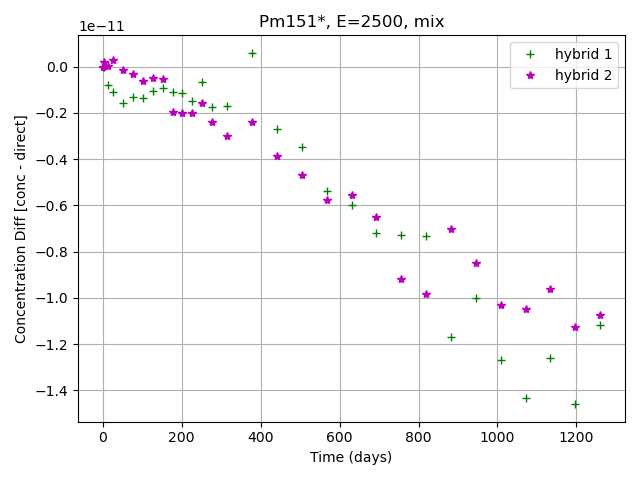 Pm151*, E=2500, mix
1e−11
hybrid 1
hybrid 2
Concentration Diff [conc - direct]
0.0
−0.2
−0.4
−0.6
−0.8
−1.0
−1.2
−1.4
0 200 400 600 800 1000 1200
Time (days)